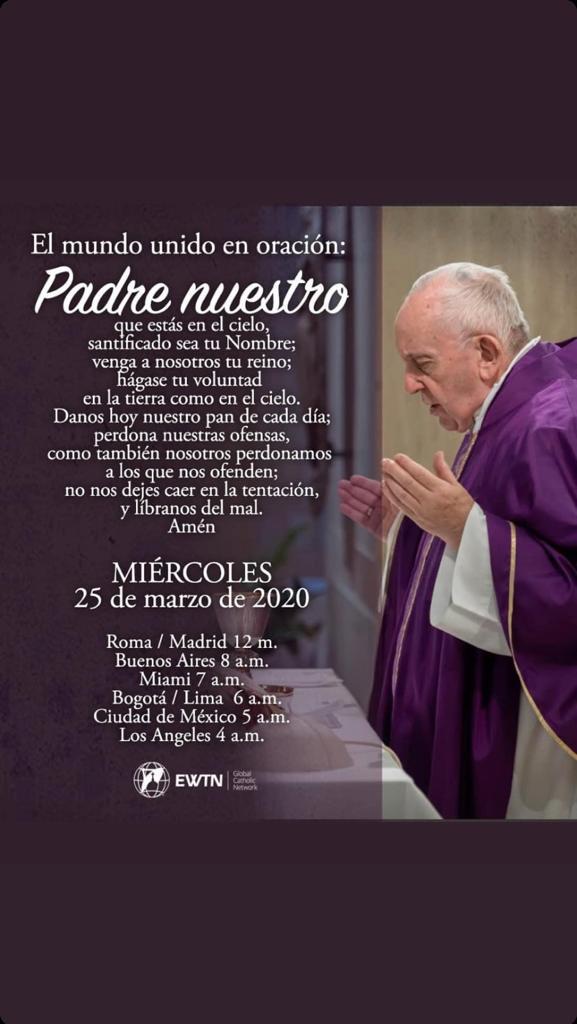 El mundo unido en oración:
Padre nuestro
que estás en el cielo,
santificado sea tu Nombre;
venga a nosotros tu reino;
hágase tu voluntad
en la tierra como en el cielo.
Danos hoy nuestro pan de cada día;
perdona nuestras ofensas,
como también nosotros perdonamos
a los que nos ofenden;
no nos dejes caer en la tentación,
y líbranos del mal.
Amén
MIÉRCOLES
25 de marzo de 2020
Roma / Madrid 12 m.
Buenos Aires 8 a.m.
Miami 7 a.m.
Bogotá / Lima 6 a.m.
Ciudad de México 5 a.m.
Los Angeles 4 a.m.
EWTN
Global
Catholic
Network